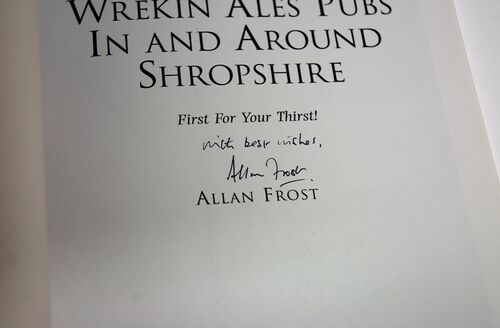 WREKIN ALES PUBS
IN AND AROUND
SHROPSHIRE
First For Your Thirst!
with best wishes,
Allan Frost
ALLAN FROST